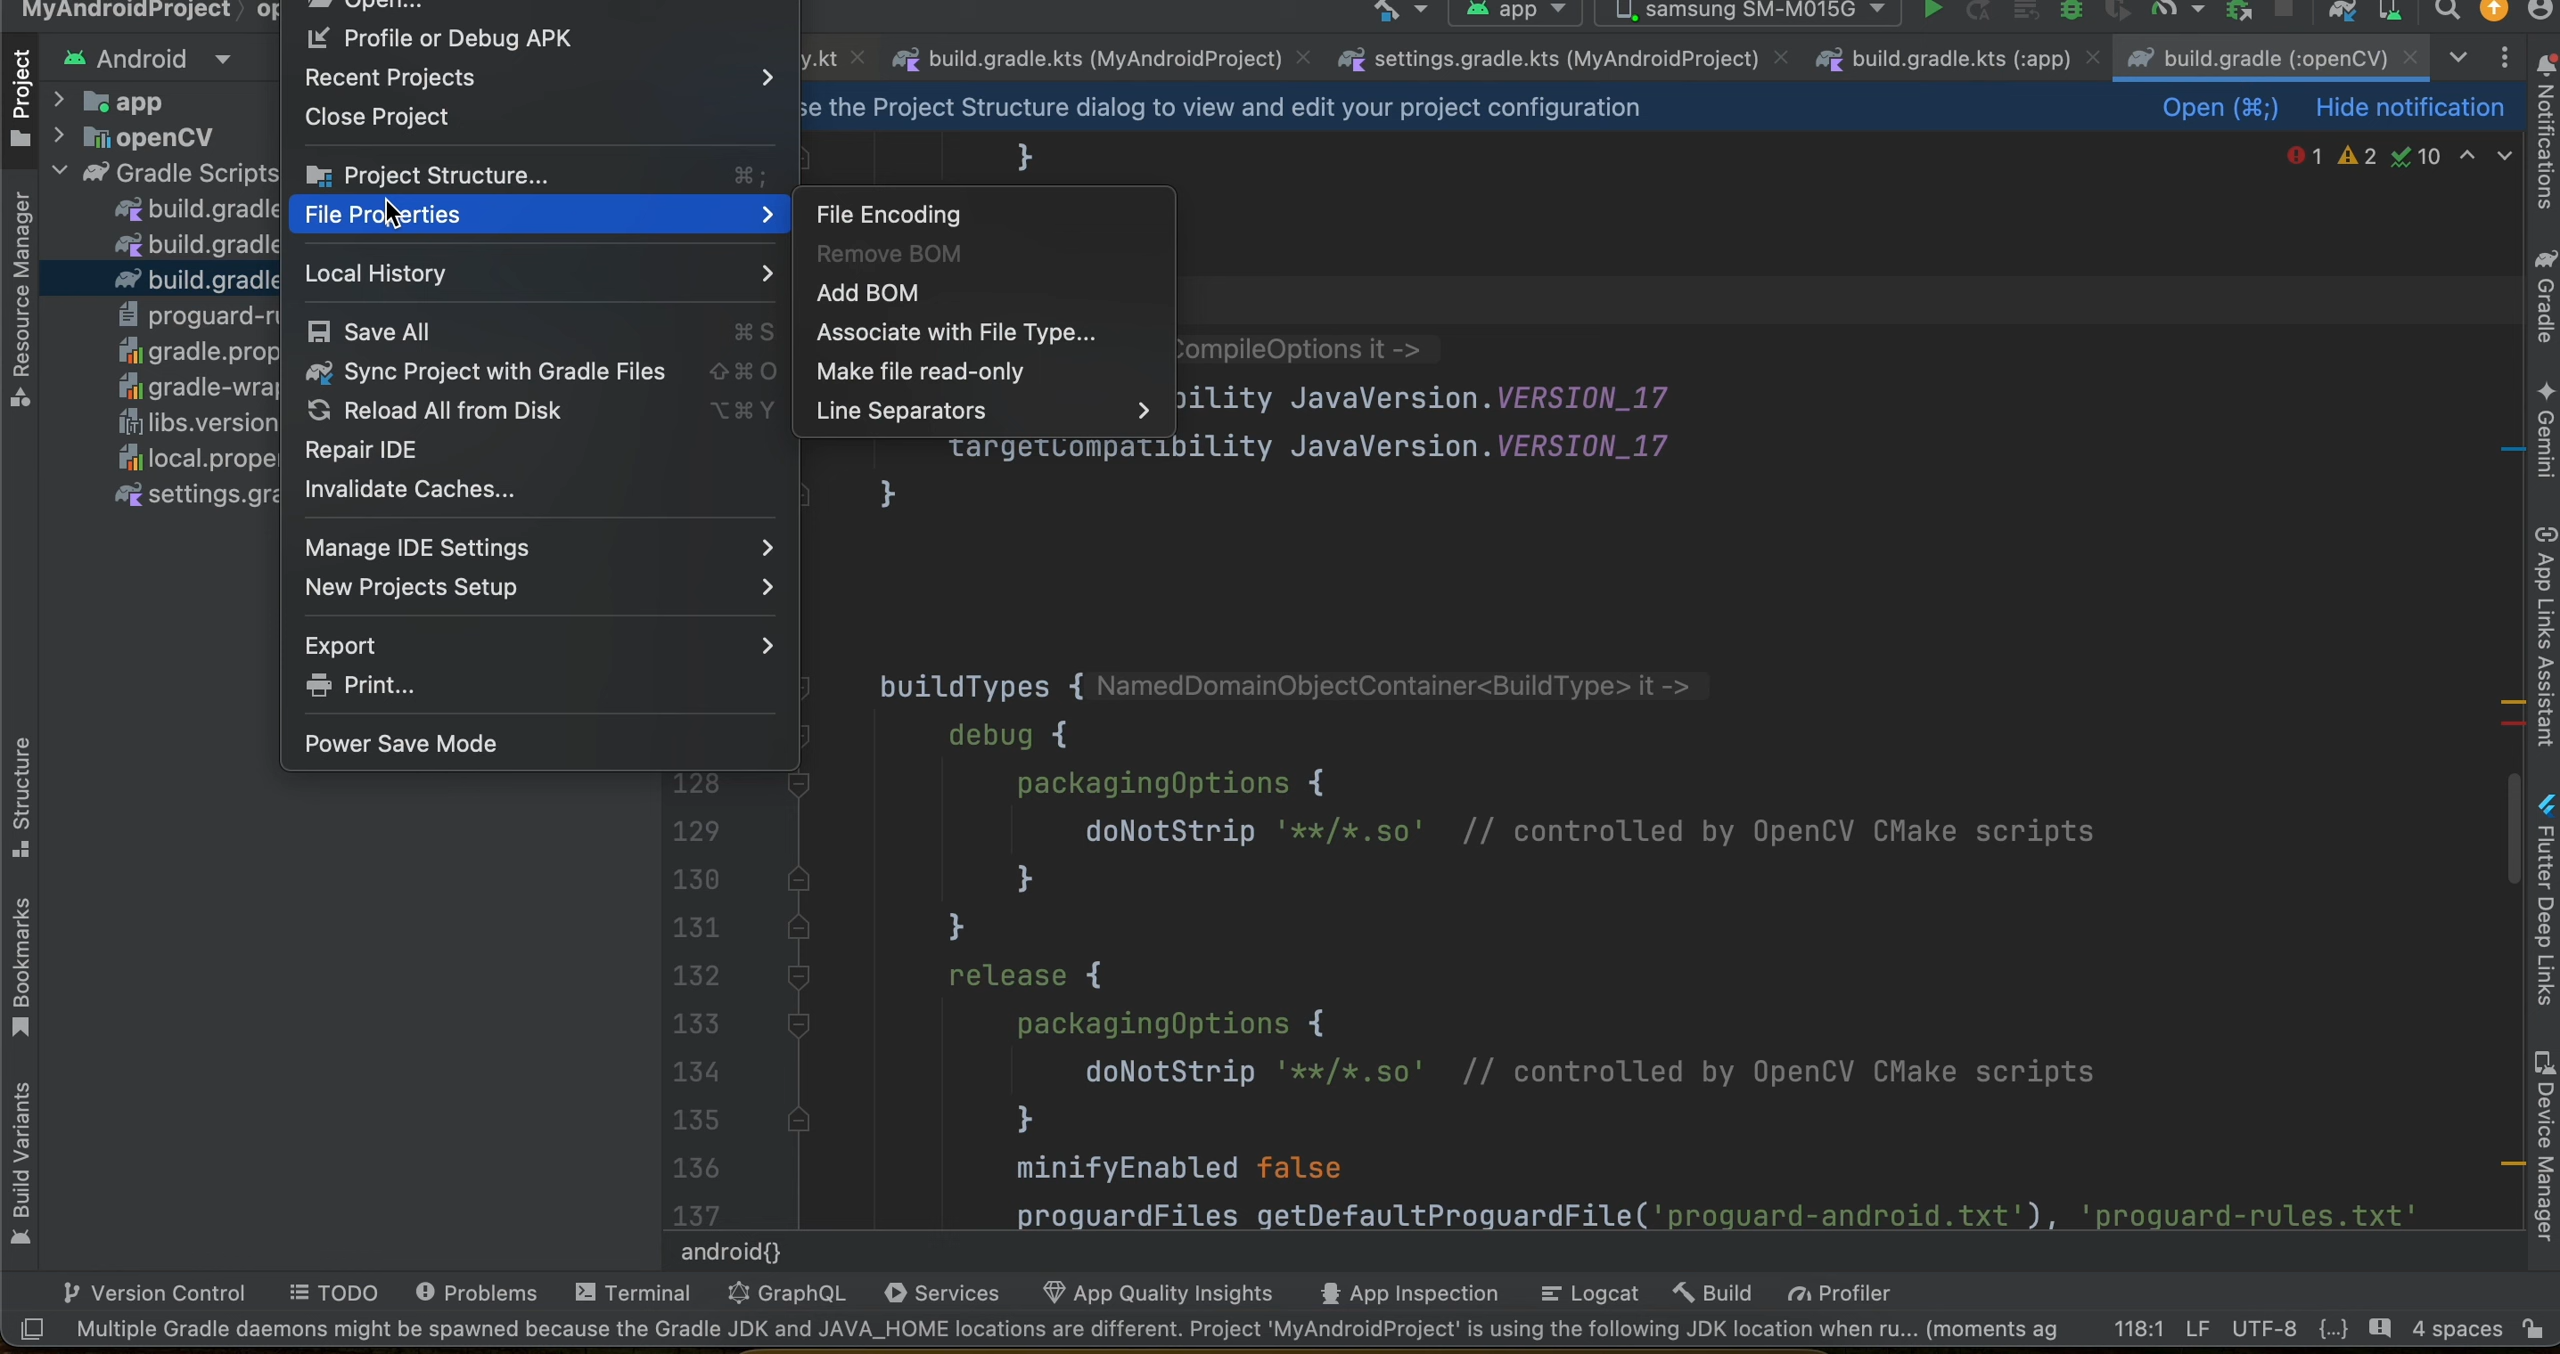 MyAndroidProject
app
samsung SM-M015G
Android
build.gradle.kts (MyAndroidProject)
settings.gradle.kts (MyAndroidProject)
build.gradle.kts (:app)
build.gradle (:openCV)
y.kt
se the Project Structure dialog to view and edit your project configuration
Open (⌘;)
Hide notification
1 2 10
Project
Resource Manager
Structure
Bookmarks
Build Variants
app
openCV
Gradle Scripts
build.gradle
build.gradle
build.gradle
proguard-ru
gradle.prop
gradle-wrap
libs.version
local.proper
settings.gra
Open...
Profile or Debug APK
Recent Projects
Close Project
Project Structure... ⌘;
File Properties
Local History
Save All ⌘S
Sync Project with Gradle Files ⇧⌘O
Reload All from Disk ⌥⌘Y
Repair IDE
Invalidate Caches...
Manage IDE Settings
New Projects Setup
Export
Print...
Power Save Mode
File Encoding
Remove BOM
Add BOM
Associate with File Type...
Make file read-only
Line Separators
}
CompileOptions it ->
bility JavaVersion.VERSION_17
targetCompatibility JavaVersion.VERSION_17
}
buildTypes { NamedDomainObjectContainer<BuildType> it ->
debug {
128 packagingOptions {
129 doNotStrip '**/*.so' // controlled by OpenCV CMake scripts
130 }
131 }
132 release {
133 packagingOptions {
134 doNotStrip '**/*.so' // controlled by OpenCV CMake scripts
135 }
136 minifyEnabled false
137 proguardFiles getDefaultProguardFile('proguard-android.txt'), 'proguard-rules.txt'
android{}
Notifications
Gradle
Gemini
App Links Assistant
Flutter Deep Links
Device Manager
Version Control
TODO
Problems
Terminal
GraphQL
Services
App Quality Insights
App Inspection
Logcat
Build
Profiler
Multiple Gradle daemons might be spawned because the Gradle JDK and JAVA_HOME locations are different. Project 'MyAndroidProject' is using the following JDK location when ru... (moments ag
118:1 LF UTF-8 {...} 4 spaces